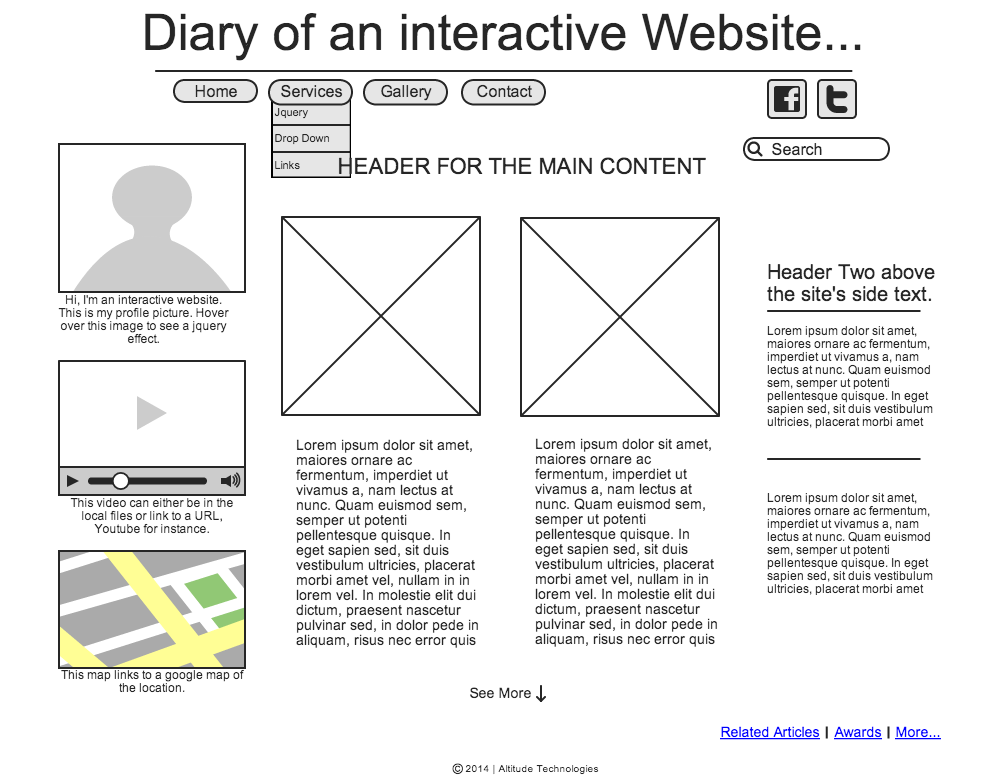 Diary of an interactive Website...
Home
Services
Gallery
Contact
Jquery
Drop Down
Links
Search
HEADER FOR THE MAIN CONTENT
Hi, I'm an interactive website.
This is my profile picture. Hover
over this image to see a jquery
effect.
This video can either be in the
local files or link to a URL,
Youtube for instance.
This map links to a google map of
the location.
Lorem ipsum dolor sit amet,
maiores ornare ac
fermentum, imperdiet ut
vivamus a, nam lectus at
nunc. Quam euismod sem,
semper ut potenti
pellentesque quisque. In
eget sapien sed, sit duis
vestibulum ultricies, placerat
morbi amet vel, nullam in in
lorem vel. In molestie elit dui
dictum, praesent nascetur
pulvinar sed, in dolor pede in
aliquam, risus nec error quis
Lorem ipsum dolor sit amet,
maiores ornare ac
fermentum, imperdiet ut
vivamus a, nam lectus at
nunc. Quam euismod sem,
semper ut potenti
pellentesque quisque. In
eget sapien sed, sit duis
vestibulum ultricies, placerat
morbi amet vel, nullam in in
lorem vel. In molestie elit dui
dictum, praesent nascetur
pulvinar sed, in dolor pede in
aliquam, risus nec error quis
Header Two above
the site's side text.
Lorem ipsum dolor sit amet,
maiores ornare ac fermentum,
imperdiet ut vivamus a, nam
lectus at nunc. Quam euismod
sem, semper ut potenti
pellentesque quisque. In eget
sapien sed, sit duis vestibulum
ultricies, placerat morbi amet
Lorem ipsum dolor sit amet,
maiores ornare ac fermentum,
imperdiet ut vivamus a, nam
lectus at nunc. Quam euismod
sem, semper ut potenti
pellentesque quisque. In eget
sapien sed, sit duis vestibulum
ultricies, placerat morbi amet
See More
Related Articles | Awards | More...
© 2014 | Altitude Technologies